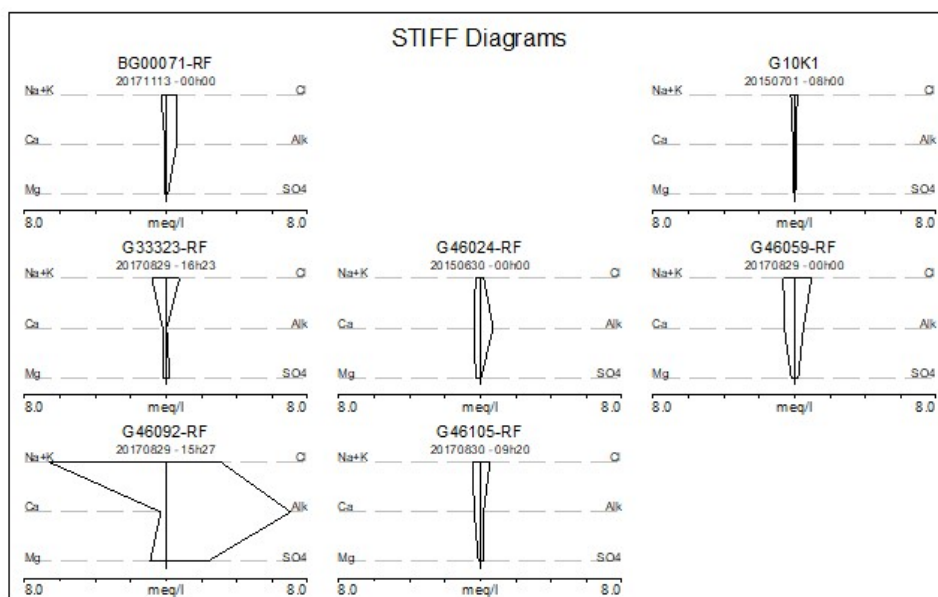 STIFF Diagrams
BG00071-RF
20171113 - 00h00
Na+K Cl
Ca Alk
Mg SO4
8.0 meq/l 8.0
G10K1
20150701 - 08h00
Na+K Cl
Ca Alk
Mg SO4
8.0 meq/l 8.0
G33323-RF
20170829 - 16h23
Na+K Cl
Ca Alk
Mg SO4
8.0 meq/l 8.0
G46024-RF
20150630 - 00h00
Na+K Cl
Ca Alk
Mg SO4
8.0 meq/l 8.0
G46059-RF
20170829 - 00h00
Na+K Cl
Ca Alk
Mg SO4
8.0 meq/l 8.0
G46092-RF
20170829 - 15h27
Na+K Cl
Ca Alk
Mg SO4
8.0 meq/l 8.0
G46105-RF
20170830 - 09h20
Na+K Cl
Ca Alk
Mg SO4
8.0 meq/l 8.0